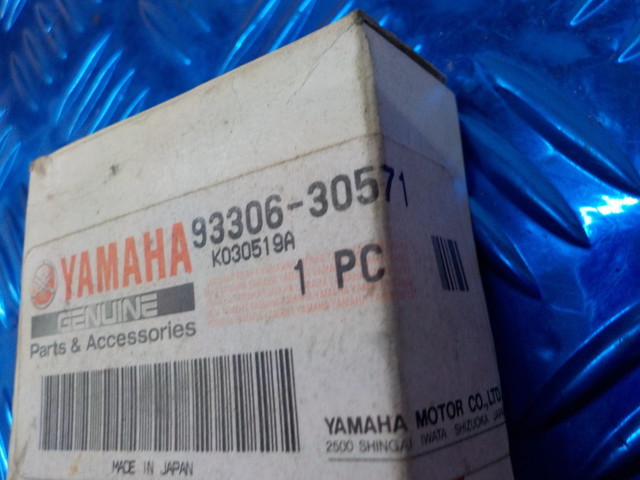 93306-30571
K030519A
YAMAHA
1 PC
GENUINE
Parts & Accessories
YAMAHA MOTOR CO.,LTD
2500 SHINGAI IWATA SHIZUOKA JAPAN
MADE IN JAPAN